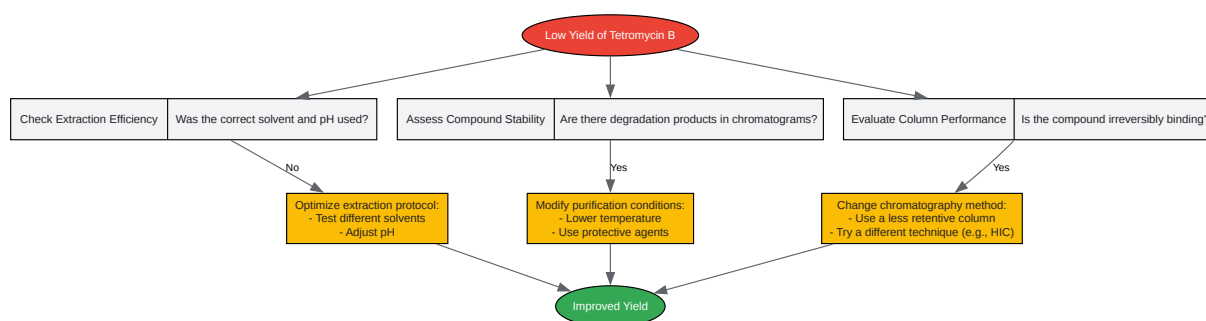 Low Yield of Tetromycin B
Check Extraction Efficiency
Was the correct solvent and pH used?
Assess Compound Stability
Are there degradation products in chromatograms?
Evaluate Column Performance
Is the compound irreversibly binding?
No
Yes
Yes
Optimize extraction protocol:
- Test different solvents
- Adjust pH
Modify purification conditions:
- Lower temperature
- Use protective agents
Change chromatography method:
- Use a less retentive column
- Try a different technique (e.g., HIC)
Improved Yield